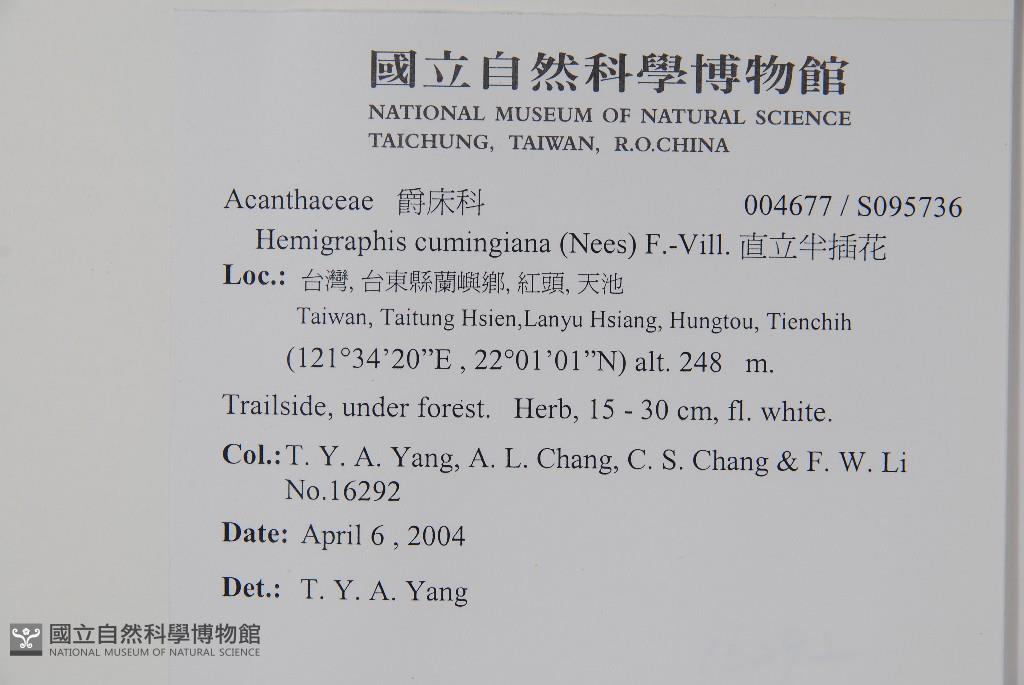 國立自然科學博物館
NATIONAL MUSEUM OF NATURAL SCIENCE
TAICHUNG, TAIWAN, R.O.CHINA
Acanthaceae 爵床科 004677 / S095736
Hemigraphis cumingiana (Nees) F.-Vill. 直立半插花
Loc.: 台灣, 台東縣蘭嶼鄉, 紅頭, 天池
Taiwan, Taitung Hsien,Lanyu Hsiang, Hungtou, Tienchih
(121°34’20”E , 22°01’01”N) alt. 248 m.
Trailside, under forest. Herb, 15 - 30 cm, fl. white.
Col.: T. Y. A. Yang, A. L. Chang, C. S. Chang & F. W. Li
No.16292
Date: April 6 , 2004
Det.: T. Y. A. Yang
國立自然科學博物館
NATIONAL MUSEUM OF NATURAL SCIENCE